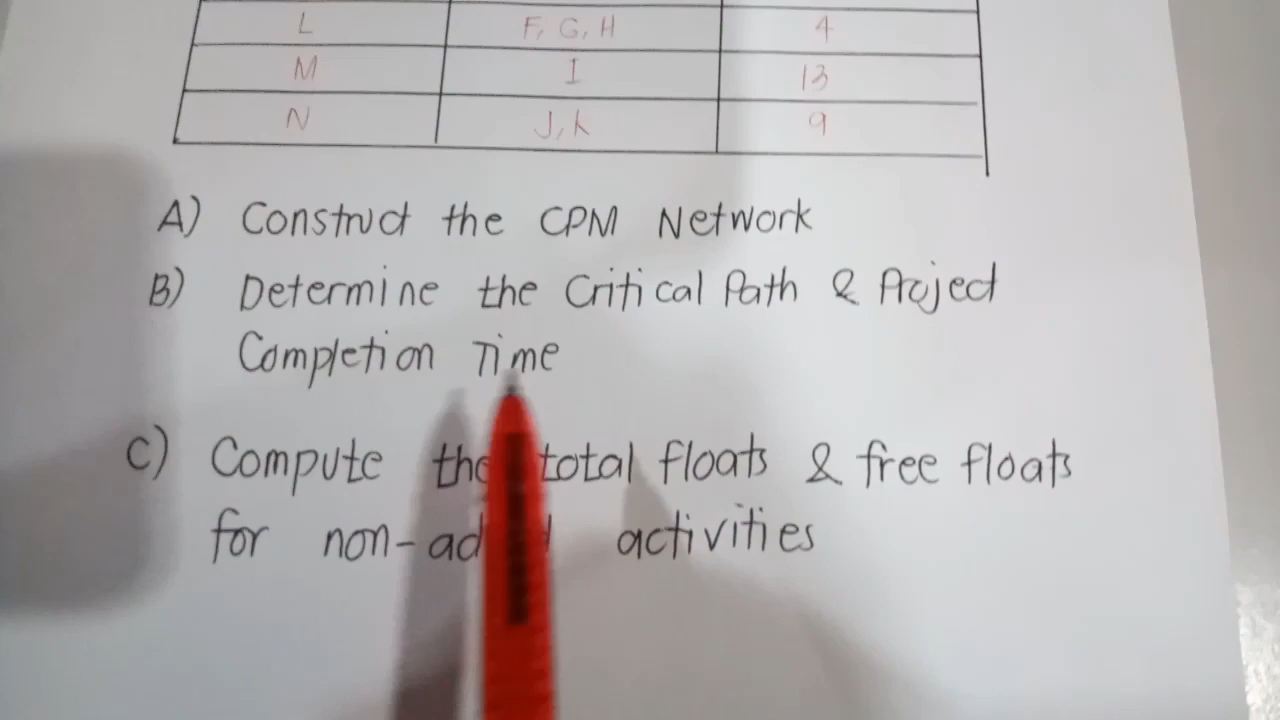 L F, G, H 4
M I 13
N J, K 9
A) Construct the CPM Network
B) Determine the Critical Path & Project
Completion Time
C) Compute the total floats & free floats
for non- activities